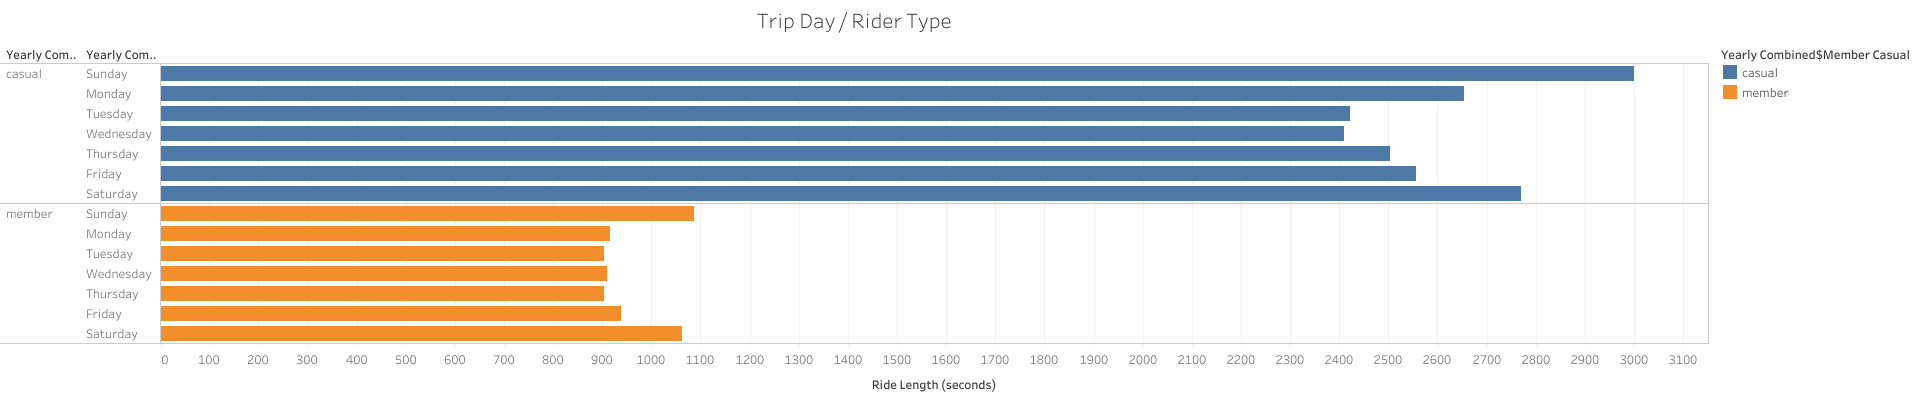 Trip Day / Rider Type
Yearly Com.. Yearly Com..
casual Sunday
Monday
Tuesday
Wednesday
Thursday
Friday
Saturday
member Sunday
Monday
Tuesday
Wednesday
Thursday
Friday
Saturday
0 100 200 300 400 500 600 700 800 900 1000 1100 1200 1300 1400 1500 1600 1700 1800 1900 2000 2100 2200 2300 2400 2500 2600 2700 2800 2900 3000 3100
Ride Length (seconds)
Yearly Combined$Member Casual
casual
member